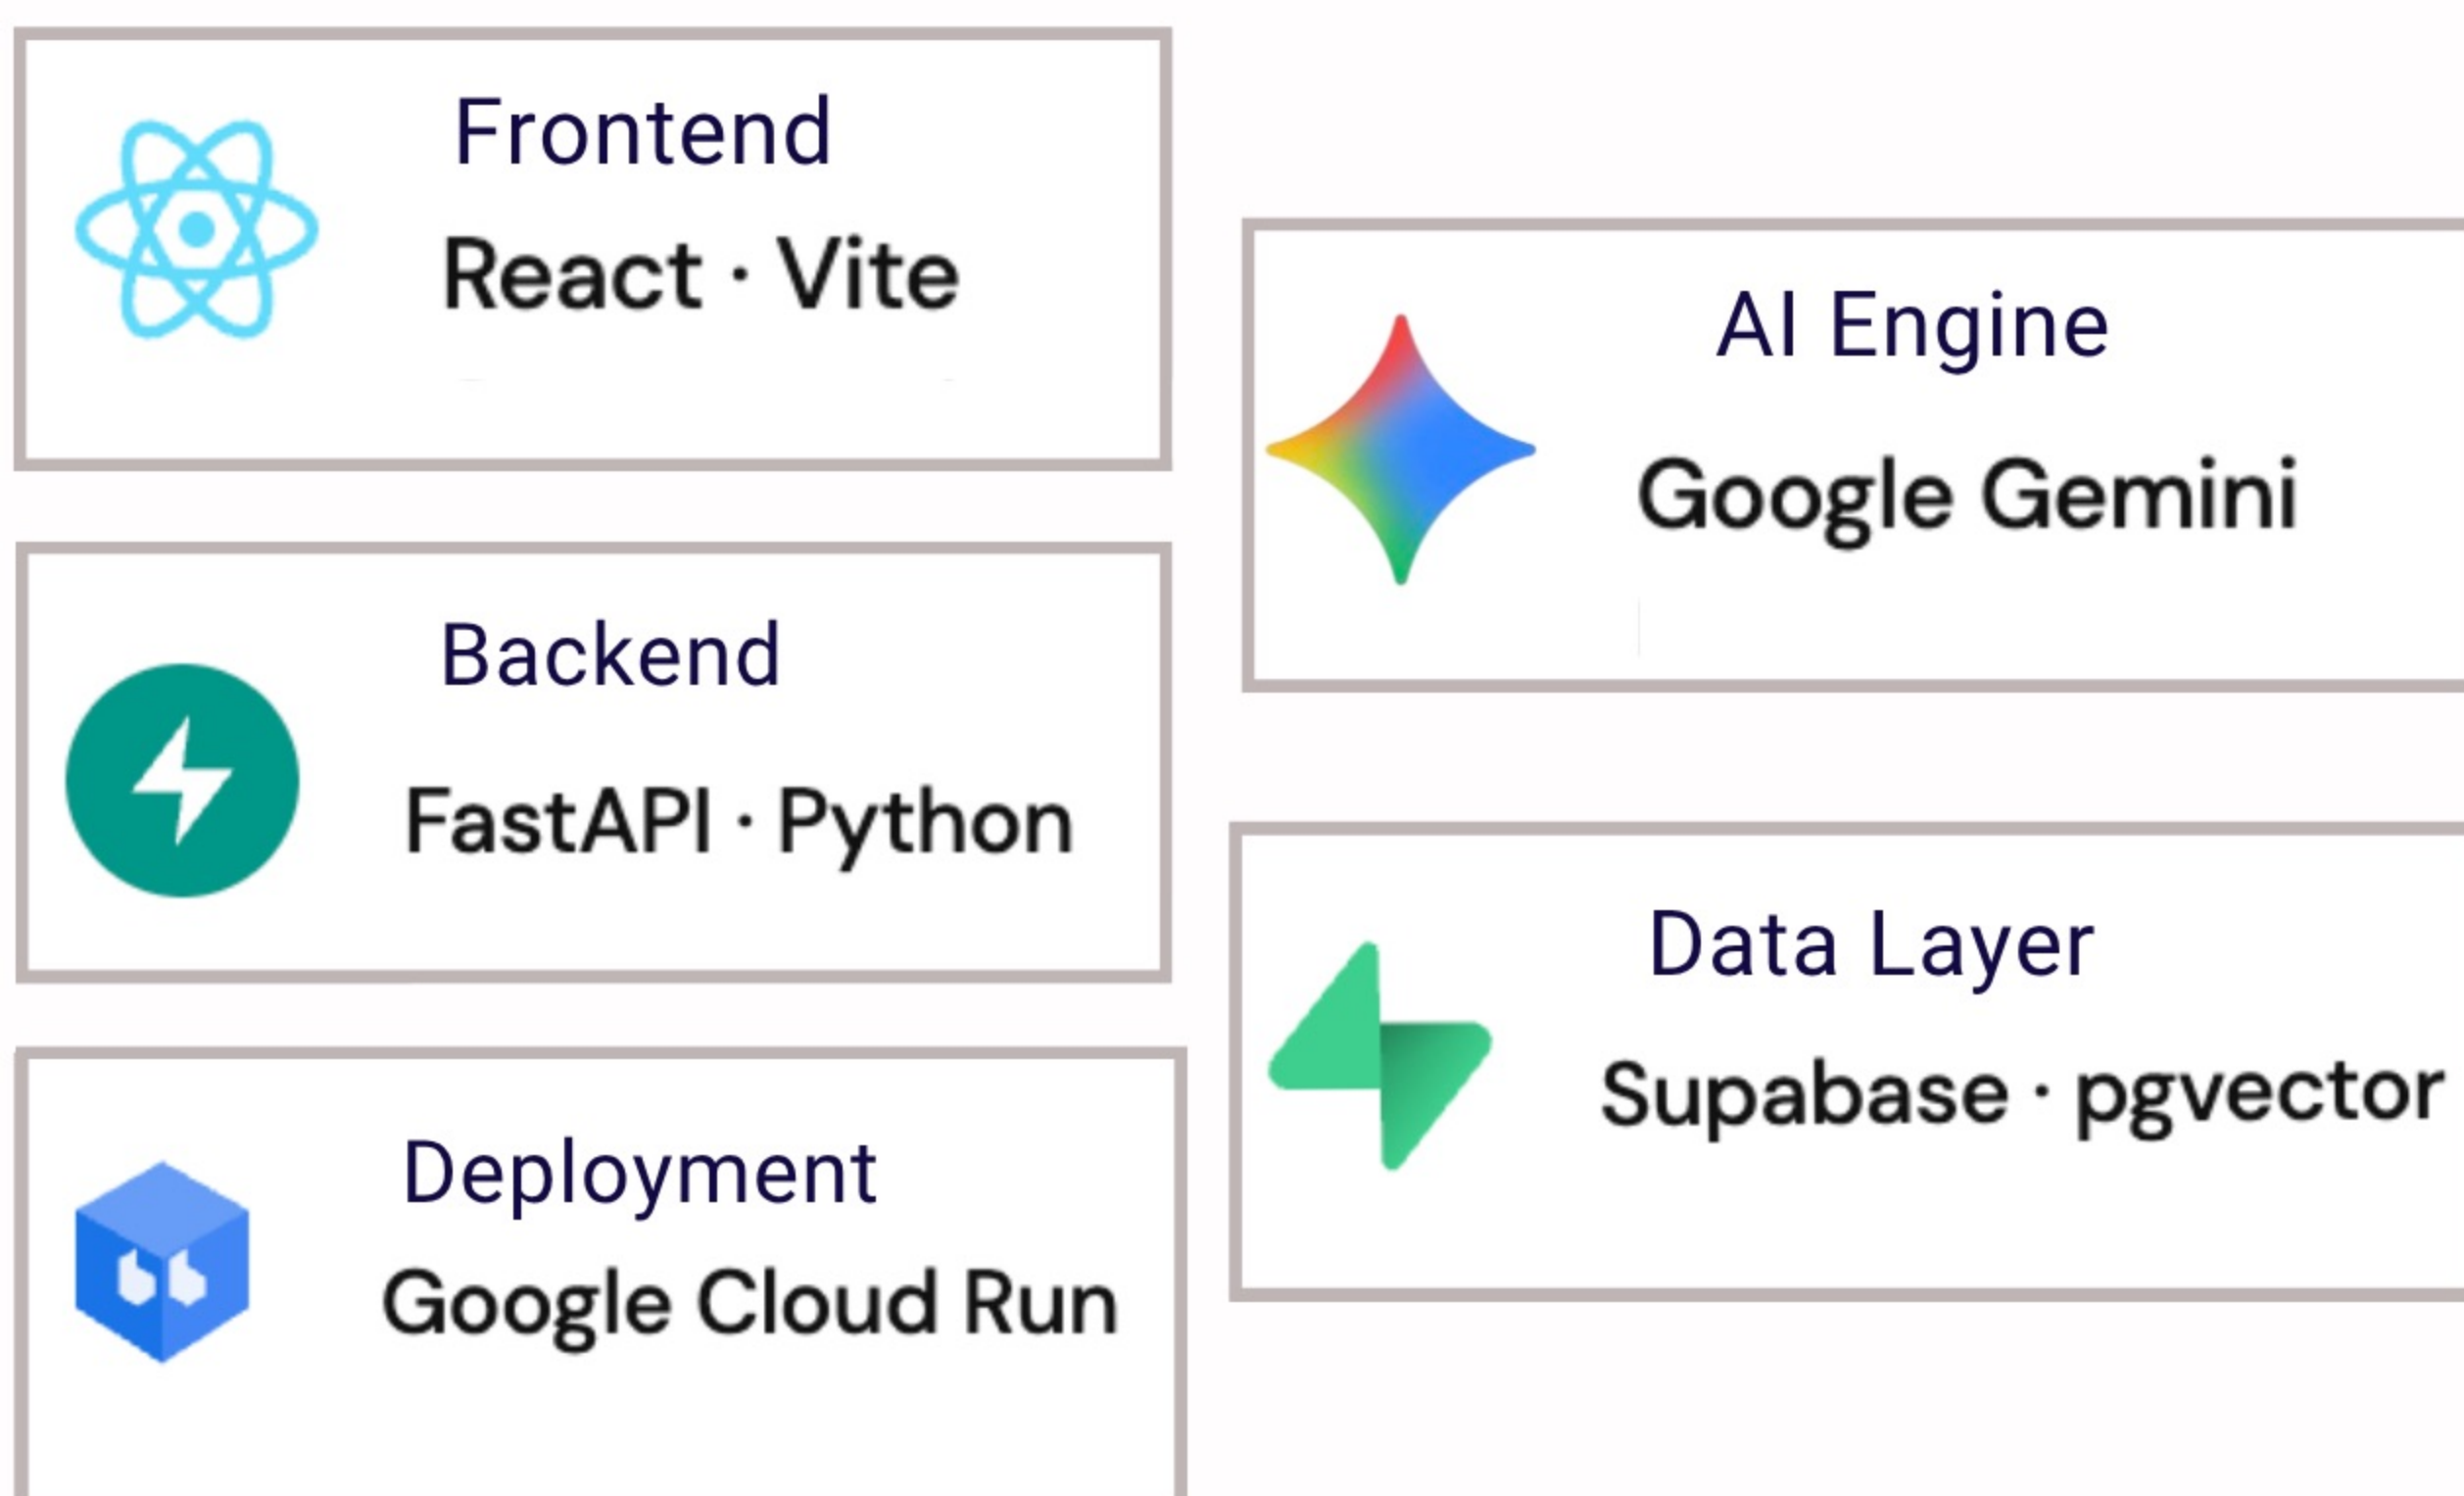 Frontend
React · Vite
Backend
FastAPI · Python
Deployment
Google Cloud Run
AI Engine
Google Gemini
Data Layer
Supabase · pgvector